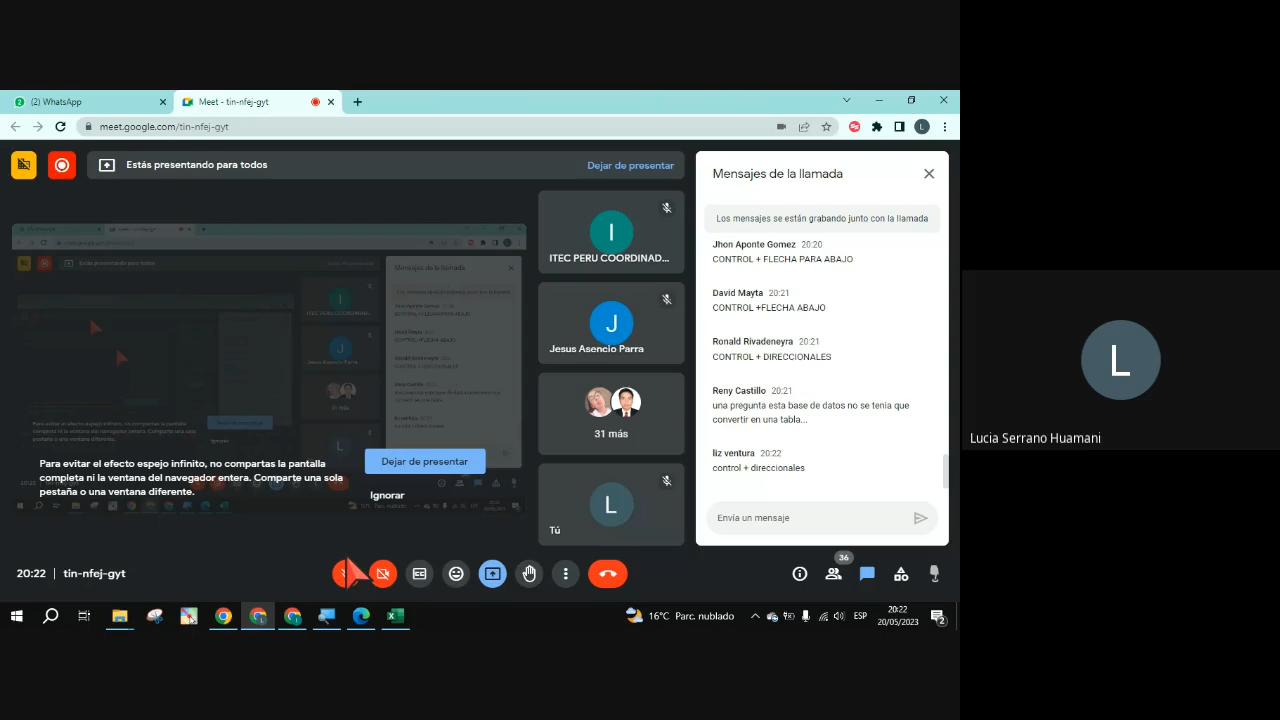 (2) WhatsApp
Meet - tin-nfej-gyt
meet.google.com/tin-nfej-gyt
L
Estás presentando para todos
Dejar de presentar
I
ITEC PERU COORDINAD...
J
Jesus Asencio Parra
31 más
L
Tú
Para evitar el efecto espejo infinito, no compartas la pantalla
completa ni la ventana del navegador entera. Comparte una sola
pestaña o una ventana diferente.
Dejar de presentar
Ignorar
Mensajes de la llamada
Los mensajes se están grabando junto con la llamada
Jhon Aponte Gomez 20:20
CONTROL + FLECHA PARA ABAJO
David Mayta 20:21
CONTROL +FLECHA ABAJO
Ronald Rivadeneyra 20:21
CONTROL + DIRECCIONALES
Reny Castillo 20:21
una pregunta esta base de datos no se tenia que
convertir en una tabla...
liz ventura 20:22
control + direccionales
Envía un mensaje
20:22 | tin-nfej-gyt
36
16°C Parc. nublado
ESP
20:22
20/05/2023
2
L
Lucia Serrano Huamani